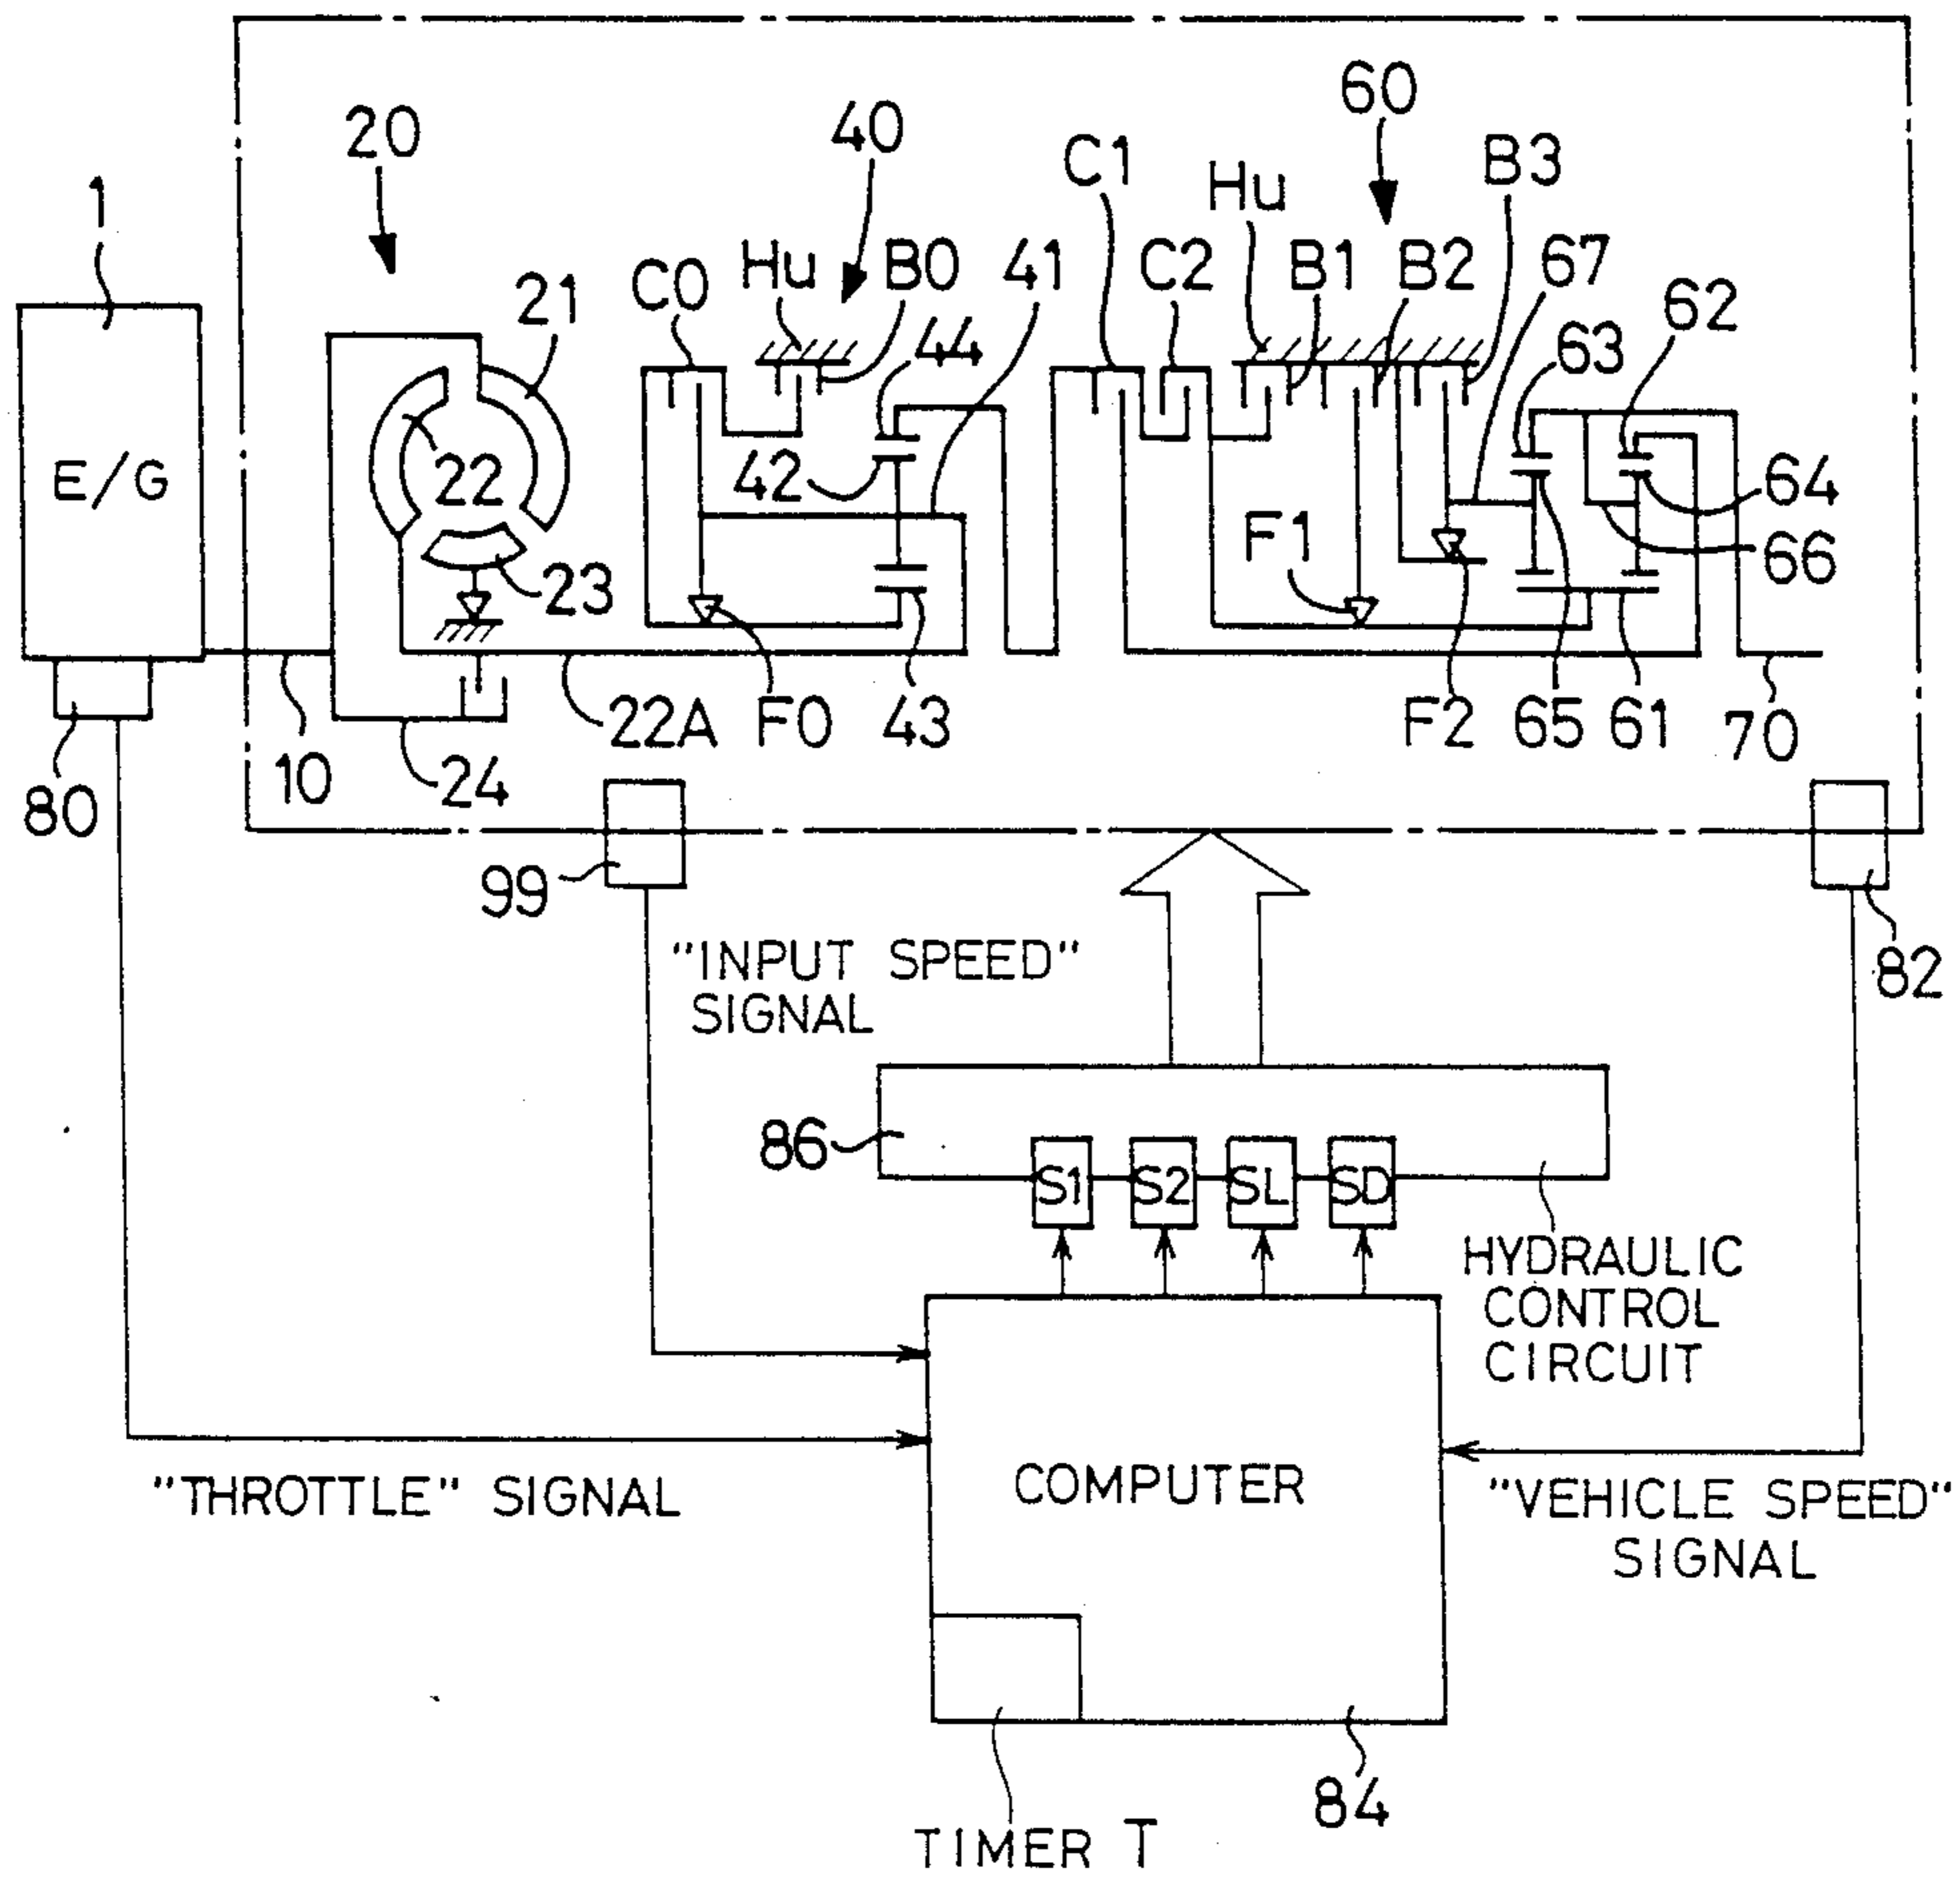 60
20
40
C1
B3
1
Hu
C0
Hu
B0
41
C2
B1
B2
67
21
44
63
62
E/G
22
42
64
F1
66
23
22A
F0
43
F2
65
61
70
10
24
80
99
82
"INPUT SPEED"
SIGNAL
86
S1
S2
SL
SD
HYDRAULIC
CONTROL
CIRCUIT
COMPUTER
"THROTTLE" SIGNAL
"VEHICLE SPEED"
SIGNAL
84
TIMER T